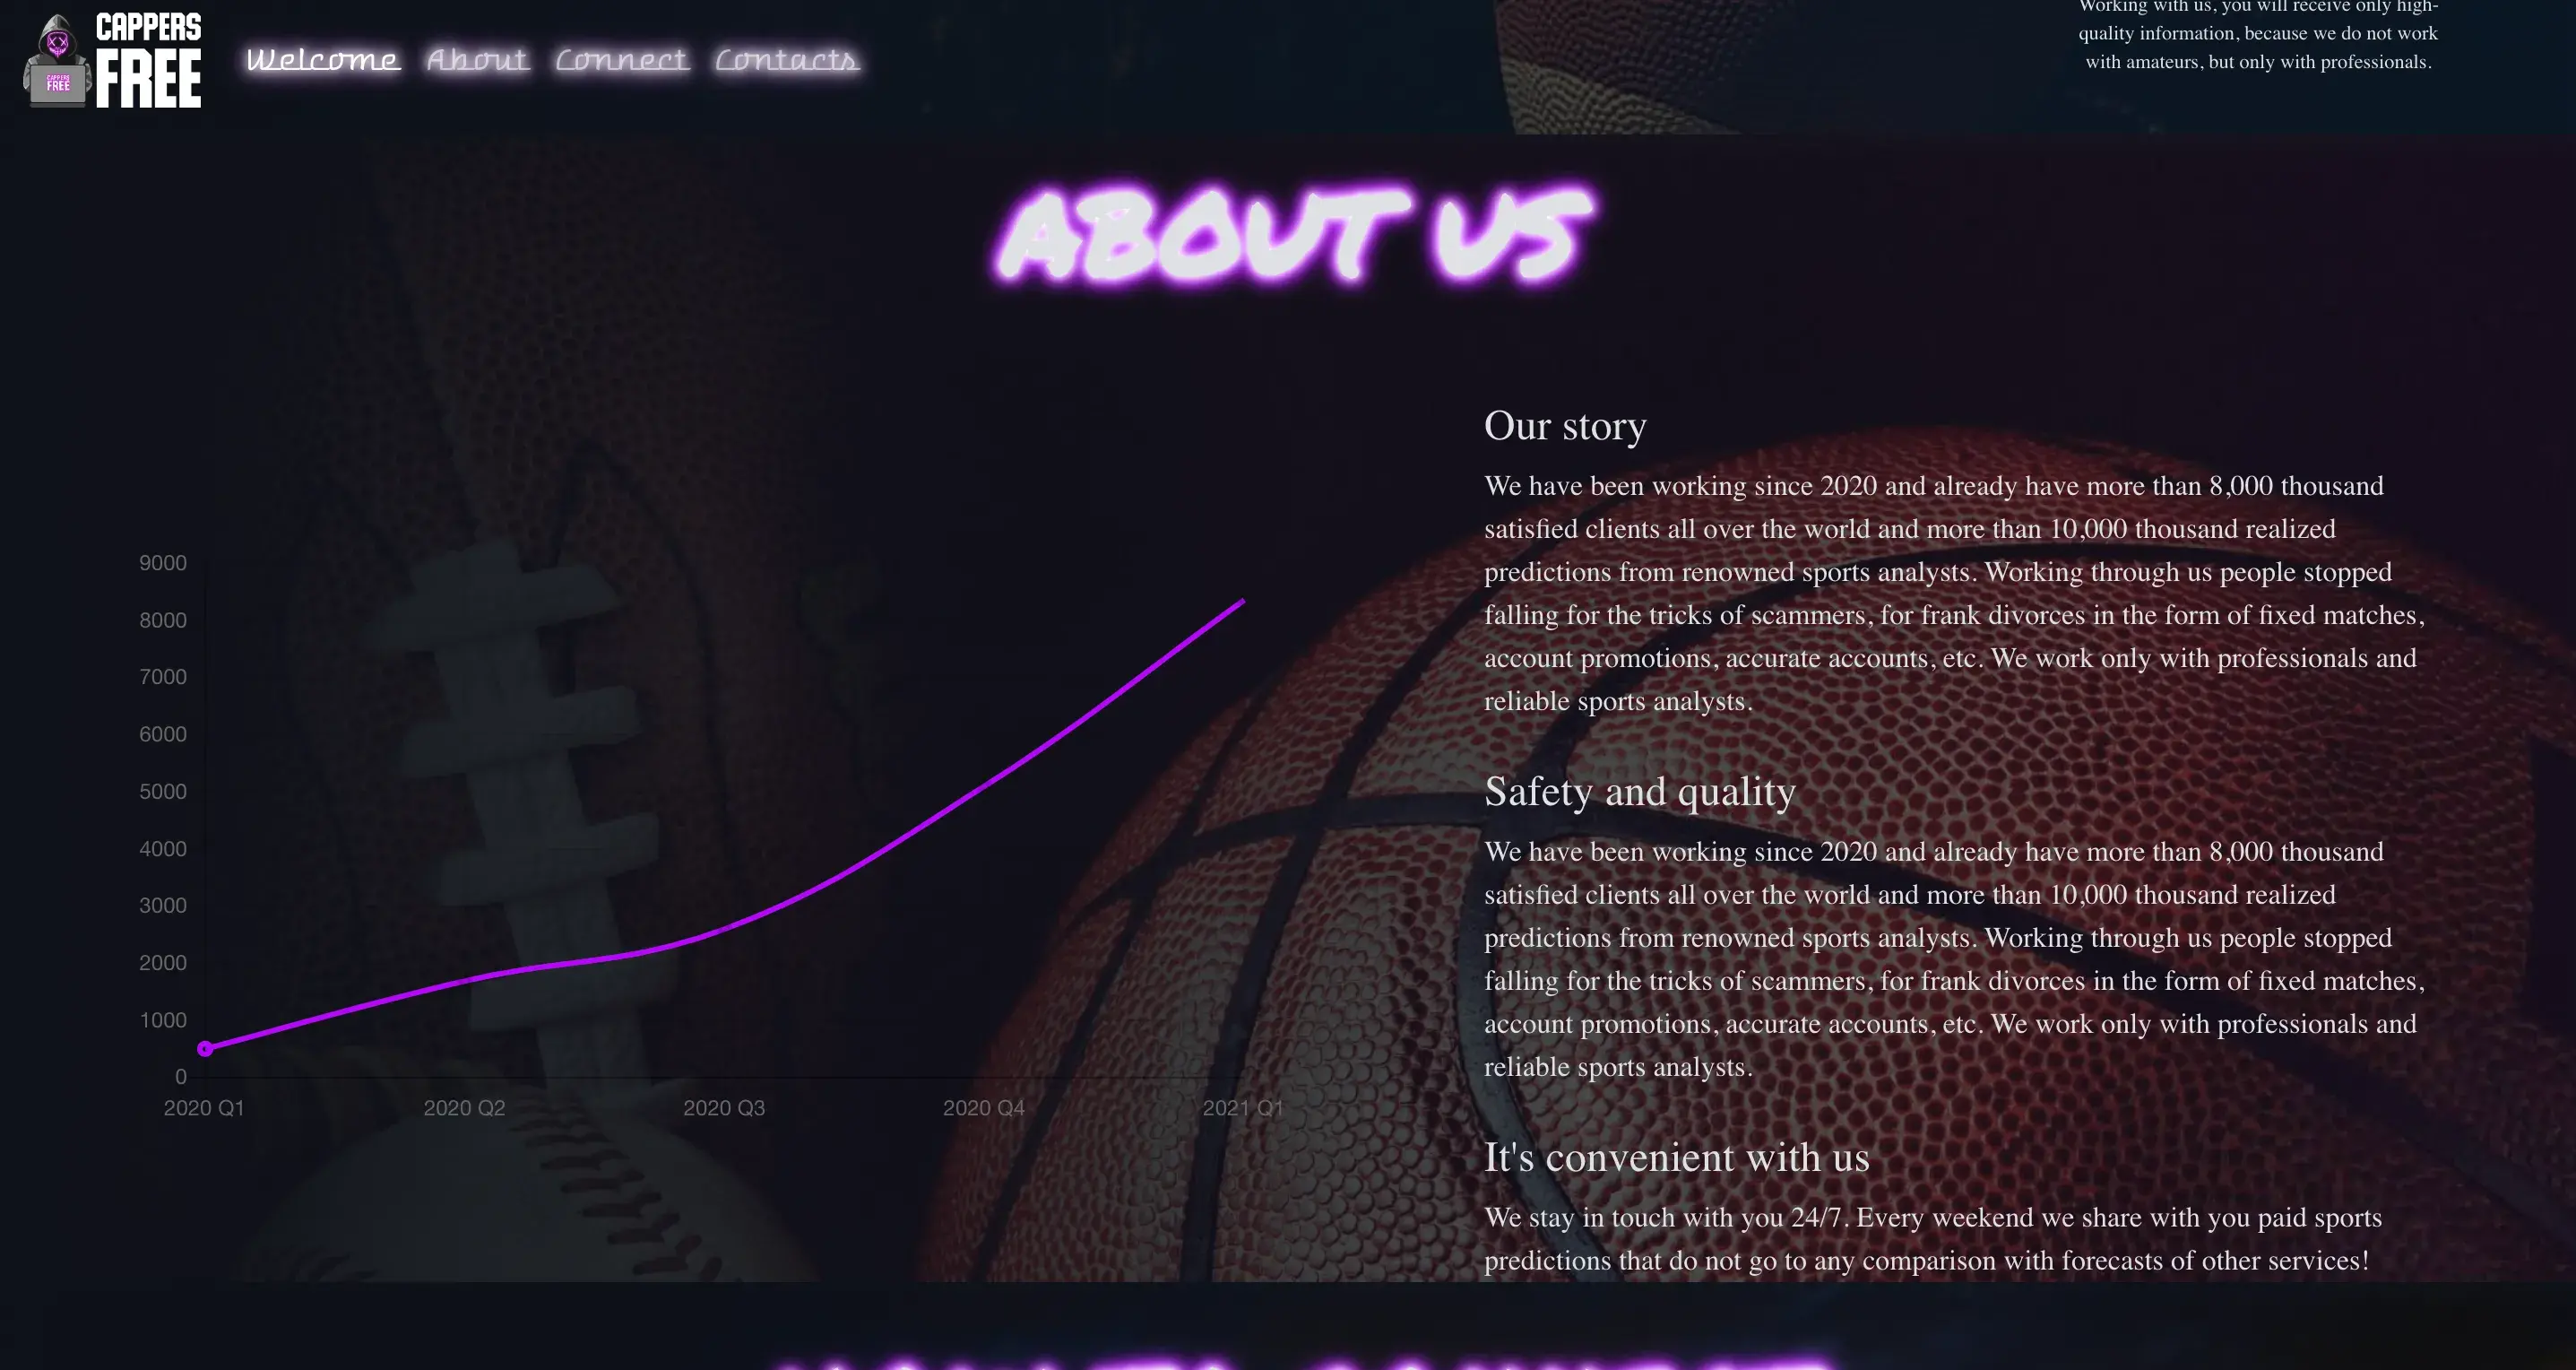 CAPPERS
FREE
CAPPERS
FREE
Welcome About Connect Contacts
Working with us, you will receive only high-
quality information, because we do not work
with amateurs, but only with professionals.
ABOUT US
Our story
We have been working since 2020 and already have more than 8,000 thousand
satisfied clients all over the world and more than 10,000 thousand realized
predictions from renowned sports analysts. Working through us people stopped
falling for the tricks of scammers, for frank divorces in the form of fixed matches,
account promotions, accurate accounts, etc. We work only with professionals and
reliable sports analysts.
Safety and quality
We have been working since 2020 and already have more than 8,000 thousand
satisfied clients all over the world and more than 10,000 thousand realized
predictions from renowned sports analysts. Working through us people stopped
falling for the tricks of scammers, for frank divorces in the form of fixed matches,
account promotions, accurate accounts, etc. We work only with professionals and
reliable sports analysts.
It's convenient with us
We stay in touch with you 24/7. Every weekend we share with you paid sports
predictions that do not go to any comparison with forecasts of other services!
9000
8000
7000
6000
5000
4000
3000
2000
1000
0
2020 Q1 2020 Q2 2020 Q3 2020 Q4 2021 Q1